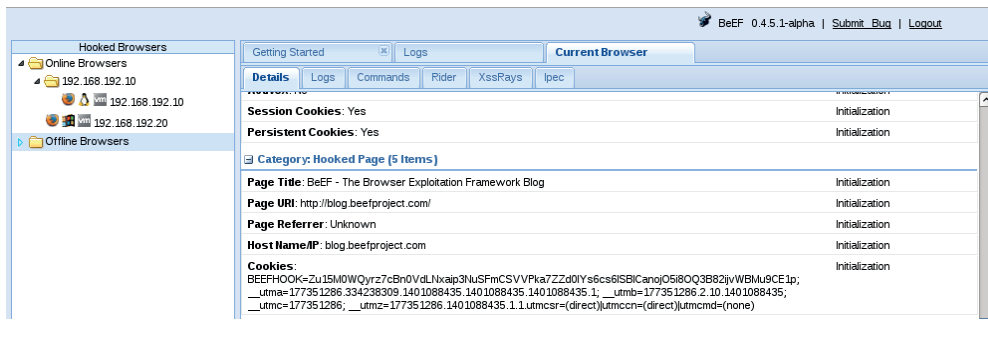 BeEF 0.4.5.1-alpha | Submit Bug | Logout
Hooked Browsers
Online Browsers
192.168.192.10
192.168.192.10
192.168.192.20
Offline Browsers
Getting Started
Logs
Current Browser
Details
Logs
Commands
Rider
XssRays
Ipec
Initialization
Session Cookies: Yes
Initialization
Persistent Cookies: Yes
Initialization
Category: Hooked Page (5 Items)
Page Title: BeEF - The Browser Exploitation Framework Blog
Initialization
Page URI: http://blog.beefproject.com/
Initialization
Page Referrer: Unknown
Initialization
Host Name/IP: blog.beefproject.com
Initialization
Cookies:
Initialization
BEEFHOOK=Zu15M0WQyrz7cBn0VdLNxaip3NuSFmCSVVPka7ZZd0IYs6cs6ISBICanojO5i8OQ3B82ijvWBMu9CE1p;
__utma=177351286.334238309.1401088435.1401088435.1401088435.1; __utmb=177351286.2.10.1401088435;
__utmc=177351286; __utmz=177351286.1401088435.1.1.utmcsr=(direct)|utmccn=(direct)|utmcmd=(none)